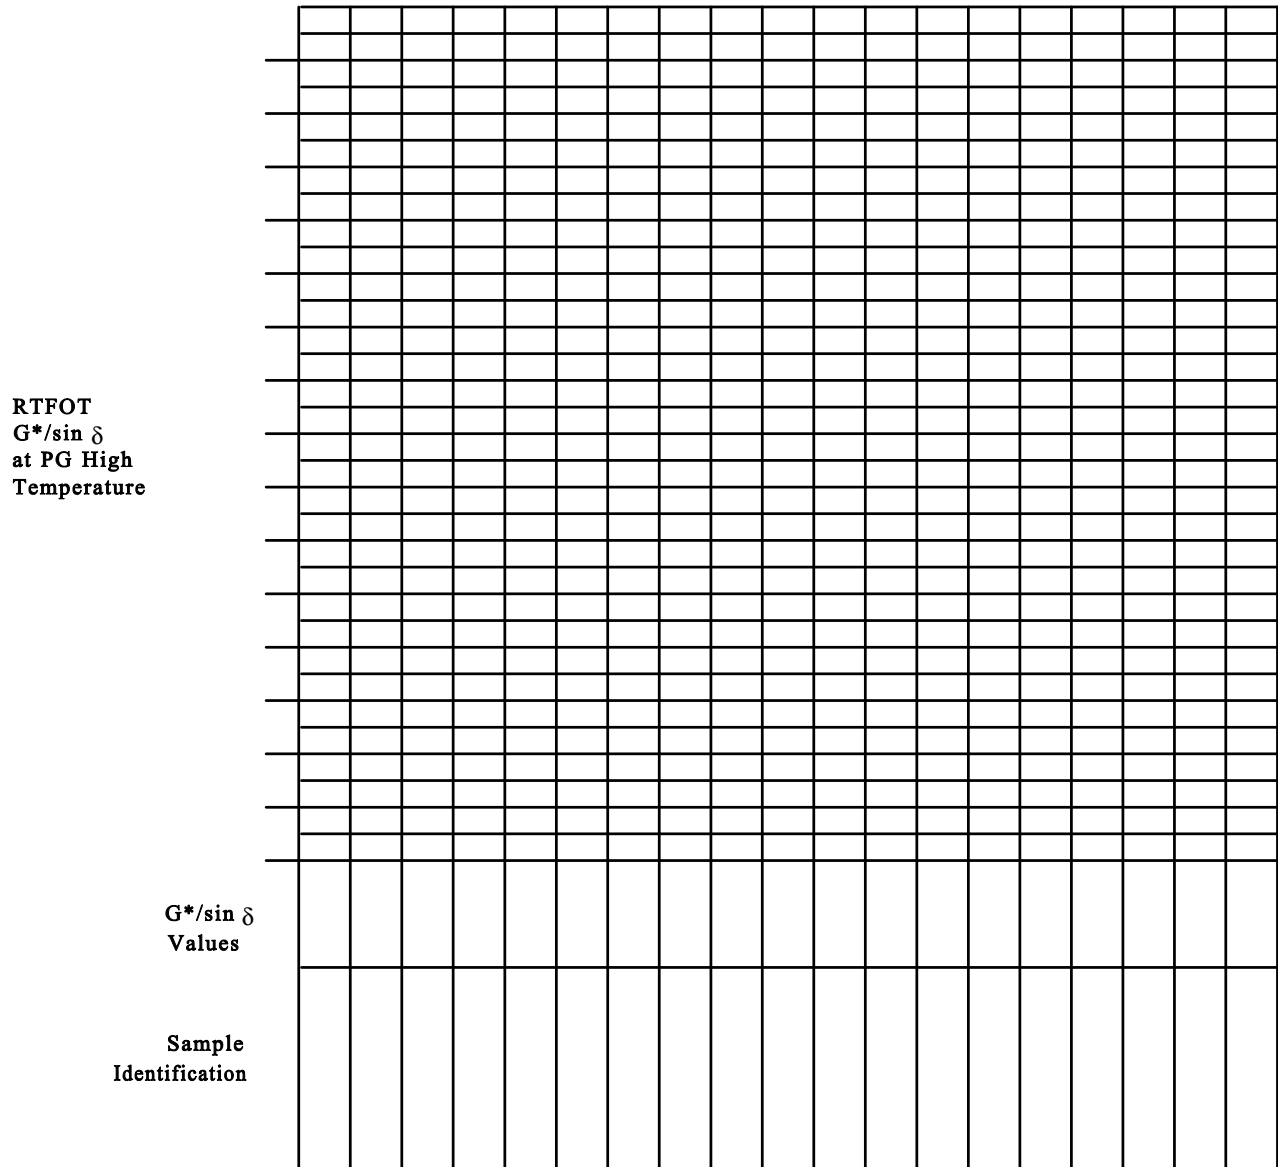 RTFOT
G*/sin δ
at PG High
Temperature
G*/sin δ
Values
Sample
Identification